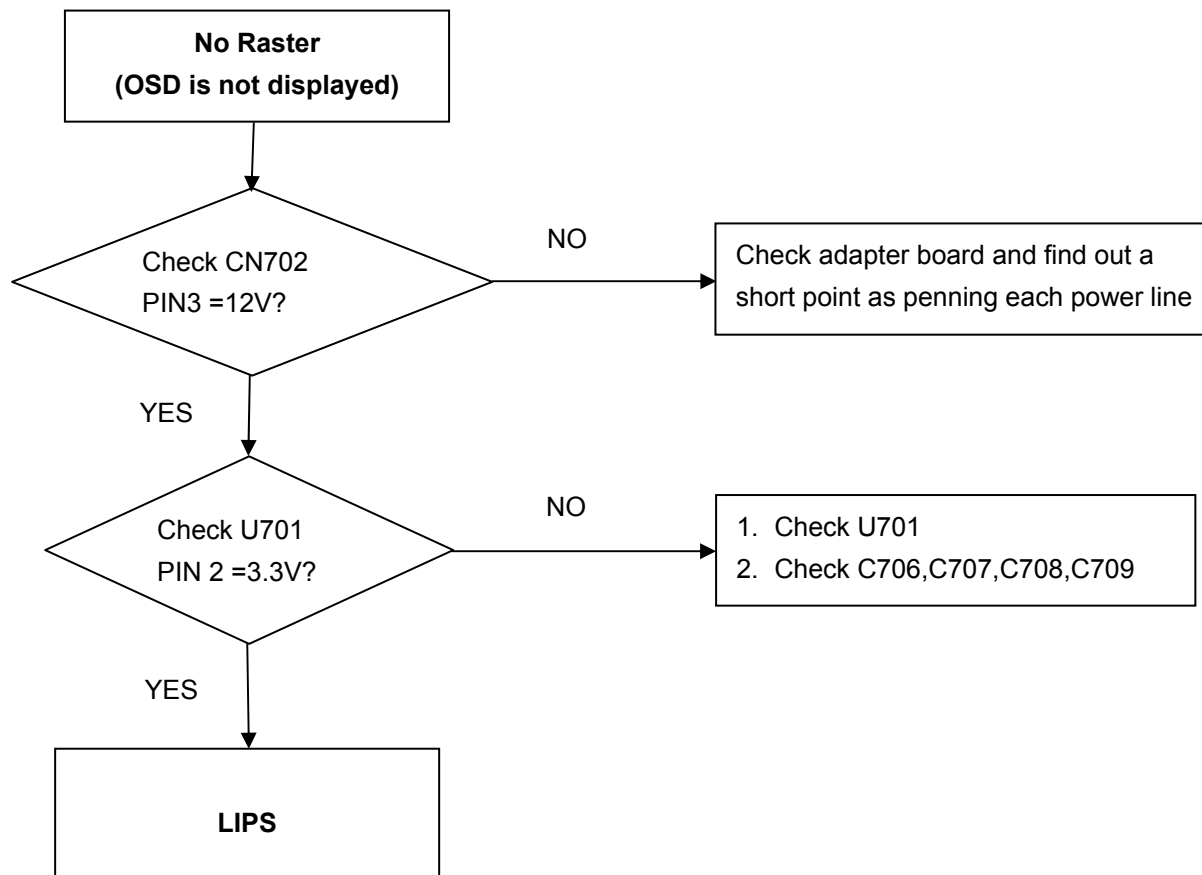 No Raster
(OSD is not displayed)
Check CN702
PIN3 =12V?
NO
Check adapter board and find out a
short point as penning each power line
YES
Check U701
PIN 2 =3.3V?
NO
1. Check U701
2. Check C706,C707,C708,C709
YES
LIPS